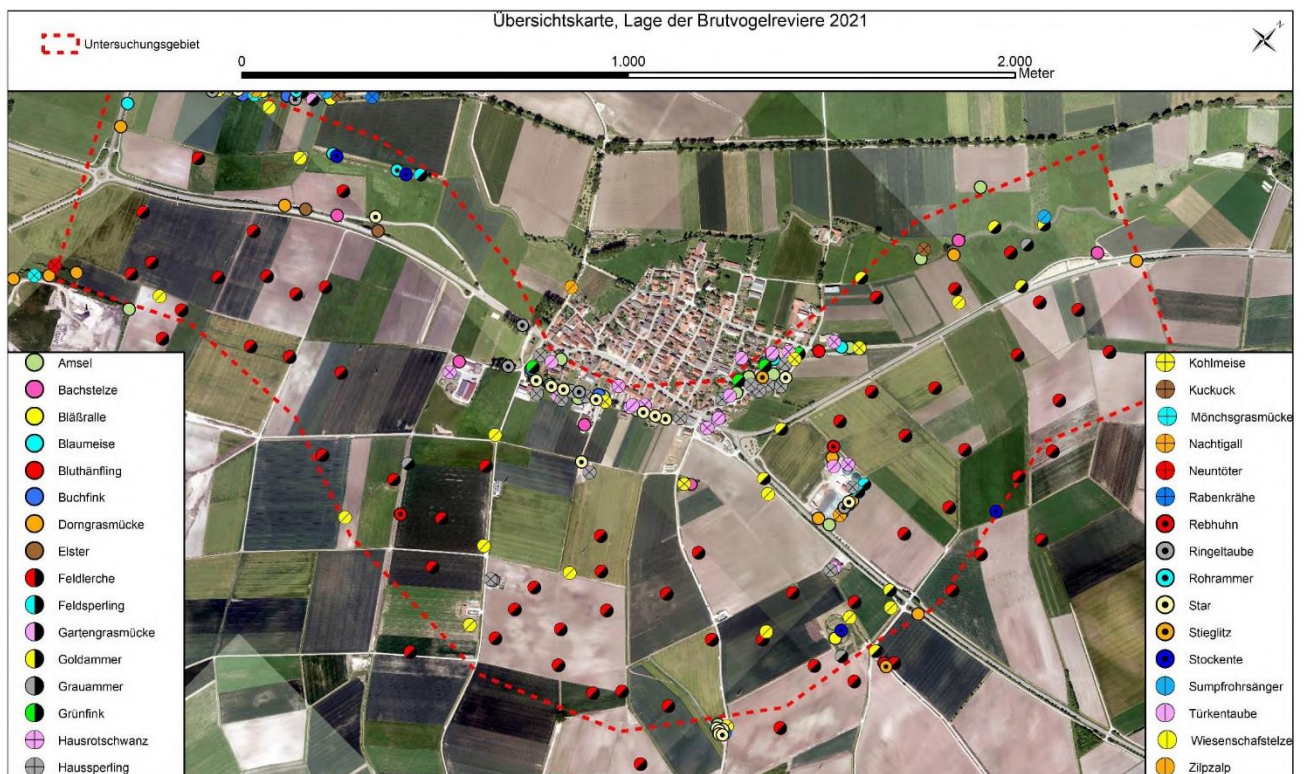 Übersichtskarte, Lage der Brutvogelreviere 2021
Untersuchungsgebiet
0
1.000
2.000
Meter
N
Amsel
Bachstelze
Bläßralle
Blaumeise
Bluthänfling
Buchfink
Dorngrasmücke
Elster
Feldlerche
Feldsperling
Gartengrasmücke
Goldammer
Grauammer
Grünfink
Hausrotschwanz
Haussperling
Kohlmeise
Kuckuck
Mönchsgrasmücke
Nachtigall
Neuntöter
Rabenkrähe
Rebhuhn
Ringeltaube
Rohrammer
Star
Stieglitz
Stockente
Sumpfrohrsänger
Türkentaube
Wiesenschafstelze
Zilpzalp